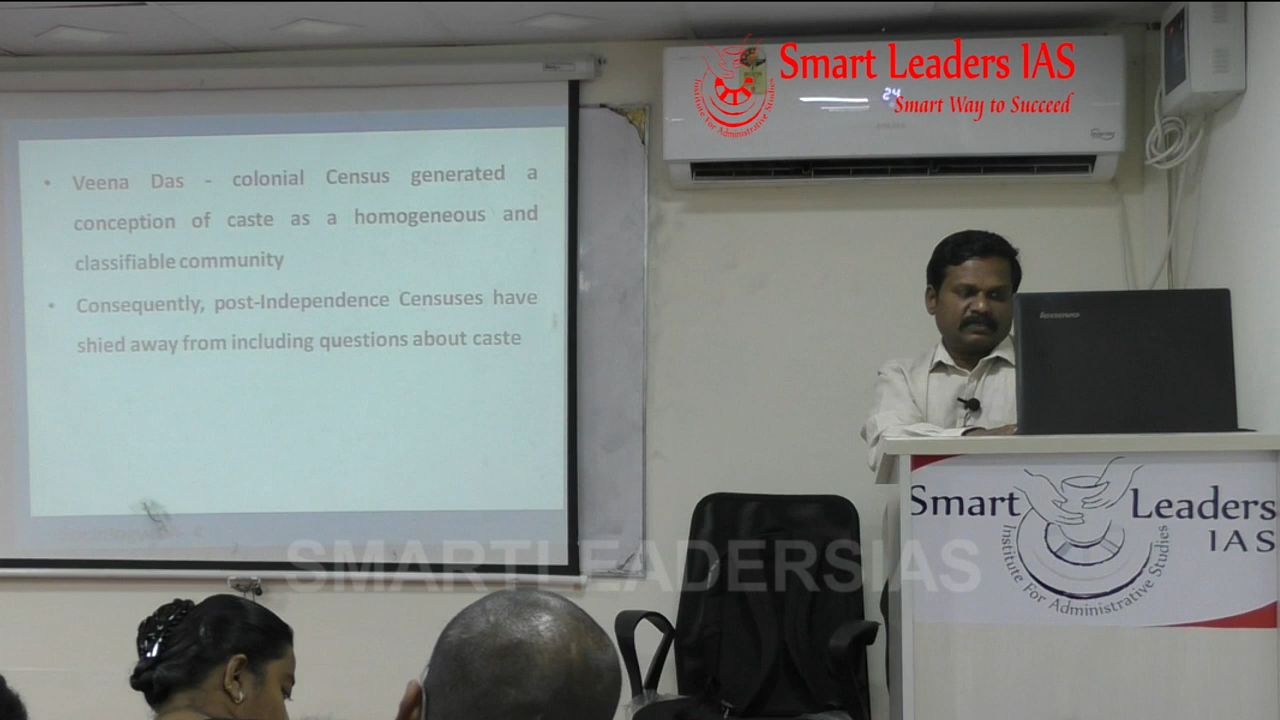 Smart Leaders IAS
Smart Way to Succeed
Institute For Administrative Studies
24
• Veena Das - colonial Census generated a
conception of caste as a homogeneous and
classifiable community
• Consequently, post-Independence Censuses have
shied away from including questions about caste
lenovo
Smart Leaders
IAS
Institute For Administrative Studies
SMARTLEADERSIAS